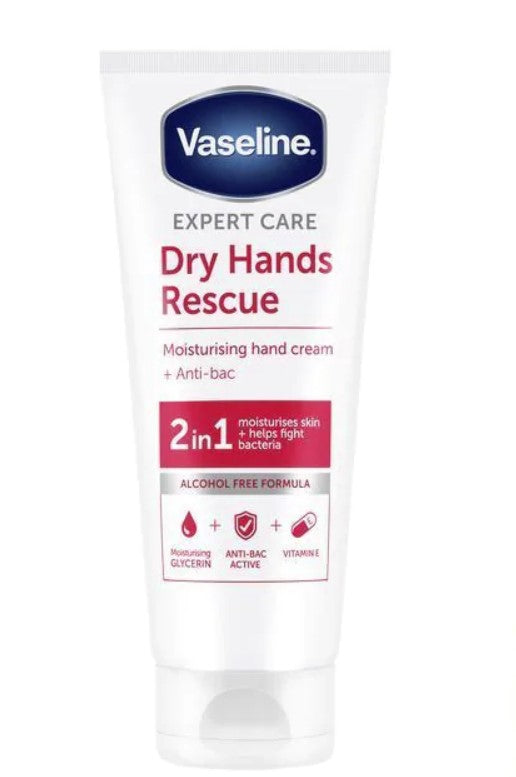 Vaseline.
EXPERT CARE
Dry Hands
Rescue
Moisturising hand cream
+ Anti-bac
2in1
moisturises skin
+ helps fight
bacteria
ALCOHOL FREE FORMULA
+ +
Moisturising
GLYCERIN
ANTI-BAC
ACTIVE
VITAMIN E